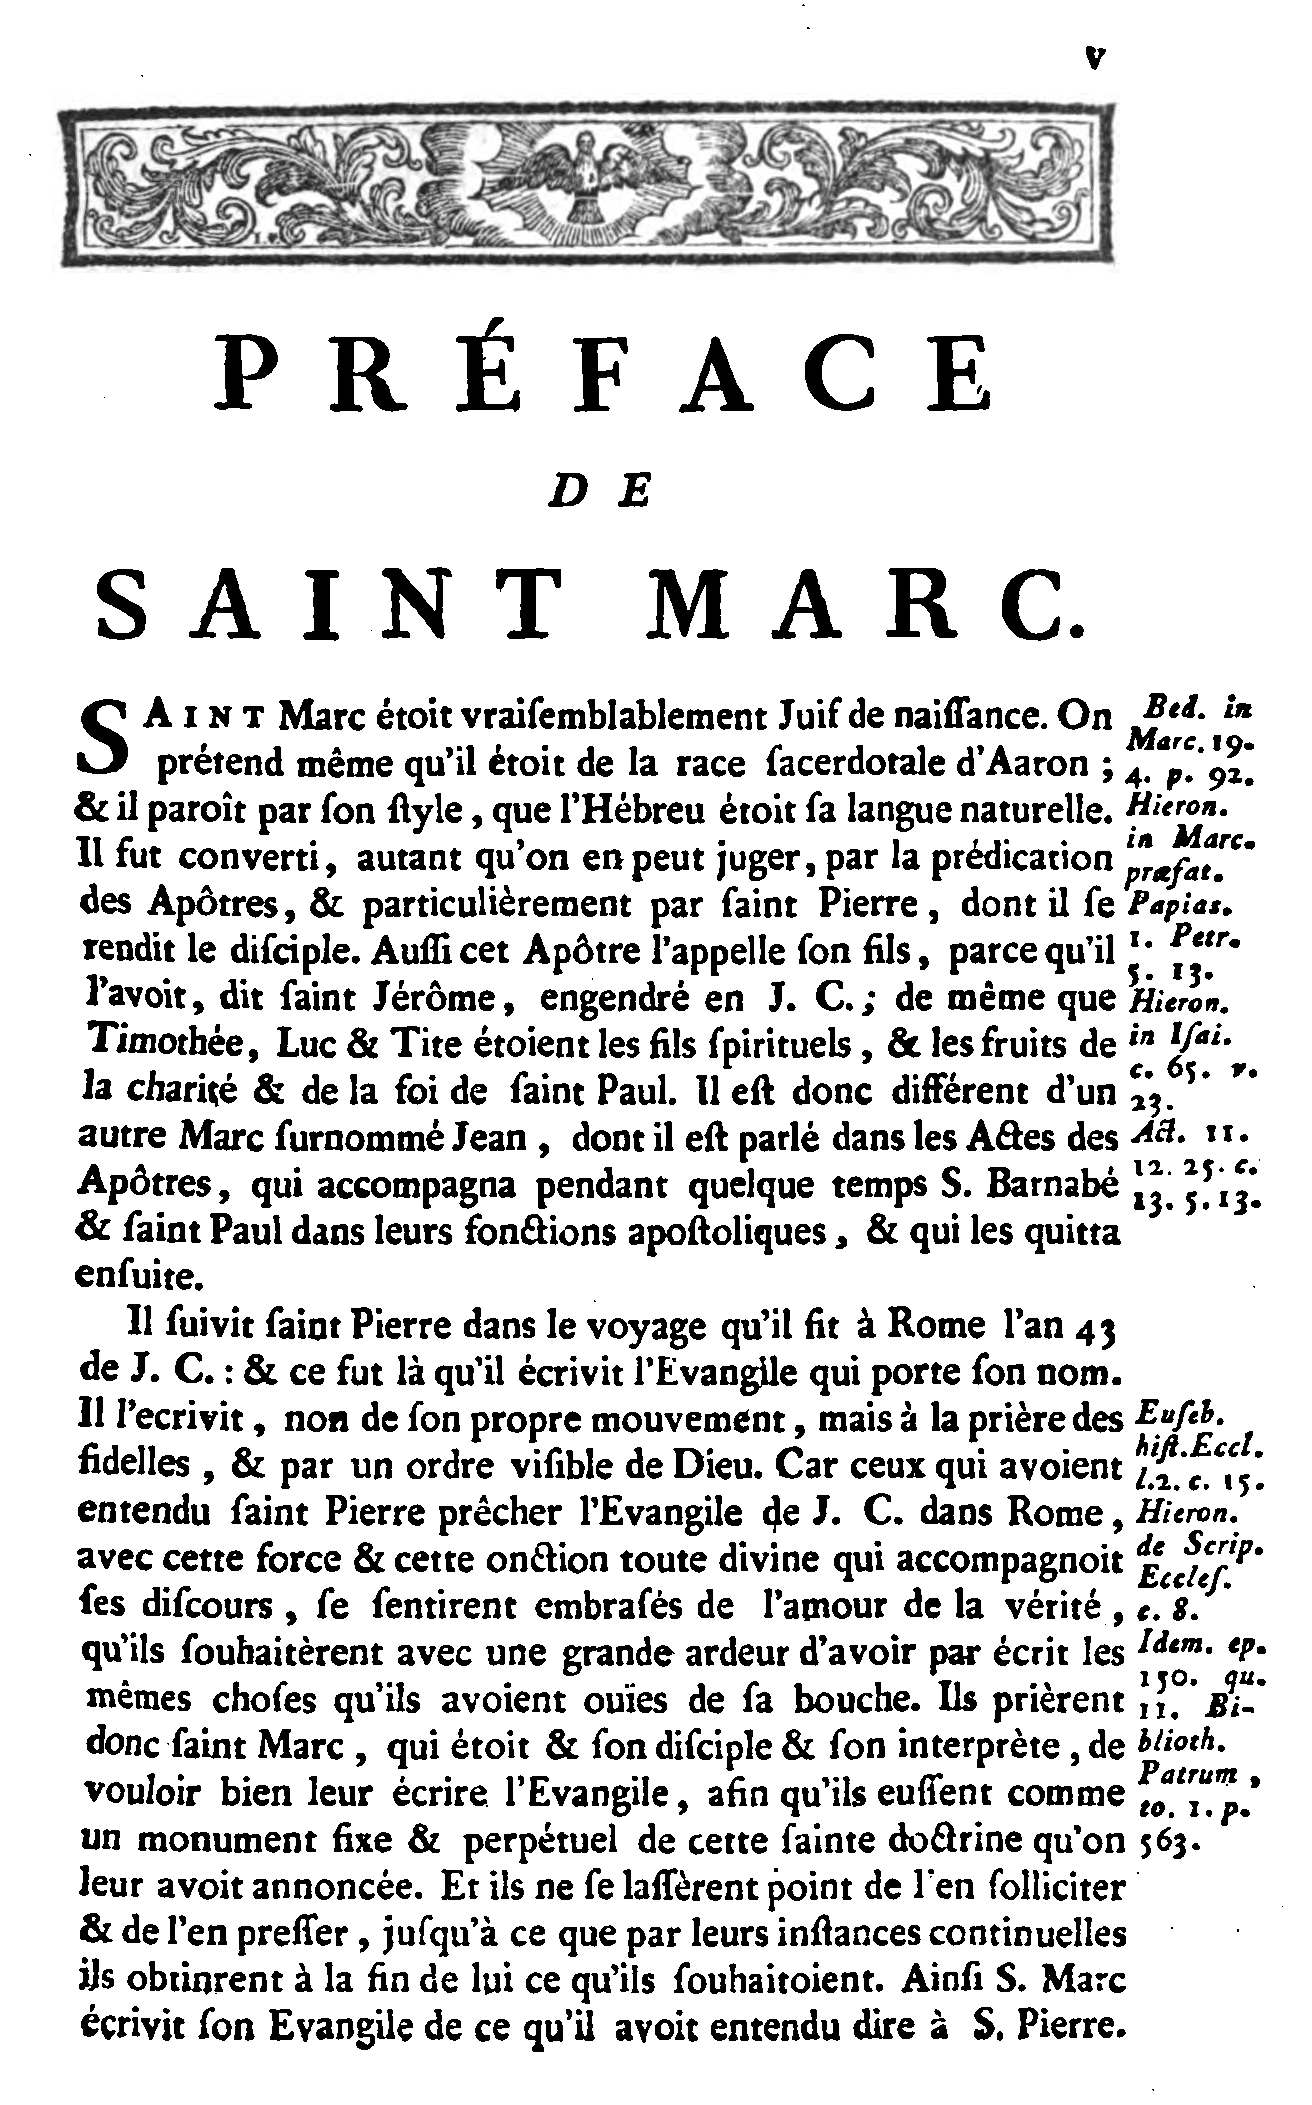 v
PRÉFACE
DE
SAINT MARC.
SAINT Marc étoit vraiſemblablement Juif de naiſſance. On
prétend même qu'il étoit de la race ſacerdotale d'Aaron ;
& il paroît par ſon ſtyle, que l'Hébreu étoit ſa langue naturelle.
Il fut converti, autant qu'on en peut juger, par la prédication
des Apôtres, & particulièrement par ſaint Pierre, dont il ſe
rendit le diſciple. Auſſi cet Apôtre l'appelle ſon fils, parce qu'il
l'avoit, dit ſaint Jérôme, engendré en J. C.; de même que
Timothée, Luc & Tite étoient les fils ſpirituels, & les fruits de
la charité & de la foi de ſaint Paul. Il eſt donc différent d'un
autre Marc ſurnommé Jean, dont il eſt parlé dans les Actes des
Apôtres, qui accompagna pendant quelque temps S. Barnabé
& ſaint Paul dans leurs fonctions apoſtoliques, & qui les quitta
enſuite.
Il ſuivit ſaint Pierre dans le voyage qu'il fit à Rome l'an 43
de J. C. : & ce fut là qu'il écrivit l'Evangile qui porte ſon nom.
Il l'ecrivit, non de ſon propre mouvement, mais à la prière des
fidelles, & par un ordre viſible de Dieu. Car ceux qui avoient
entendu ſaint Pierre prêcher l'Evangile de J. C. dans Rome,
avec cette force & cette onction toute divine qui accompagnoit
ſes diſcours, ſe ſentirent embraſés de l'amour de la vérité,
qu'ils ſouhaitèrent avec une grande ardeur d'avoir par écrit les
mêmes choſes qu'ils avoient ouïes de ſa bouche. Ils prièrent
donc ſaint Marc, qui étoit & ſon diſciple & ſon interprète, de
vouloir bien leur écrire l'Evangile, afin qu'ils euſſent comme
un monument fixe & perpétuel de cette ſainte doctrine qu'on
leur avoit annoncée. Et ils ne ſe laſſèrent point de l'en ſolliciter
& de l'en preſſer, juſqu'à ce que par leurs inſtances continuelles
ils obtinrent à la fin de lui ce qu'ils ſouhaitoient. Ainſi S. Marc
écrivit ſon Evangile de ce qu'il avoit entendu dire à S. Pierre.
Bed. in
Marc. 19.
4. p. 92.
Hieron.
in Marc.
præfat.
Papias.
1. Petr.
5. 13.
Hieron.
in Iſai.
c. 65. v.
23.
Act. 11.
12. 25. c.
13. 5. 13.
Euſeb.
hiſt. Eccl.
l. 2. c. 15.
Hieron.
de Scrip.
Eccleſ.
c. 8.
Idem. ep.
150. qu.
11. Bi-
blioth.
Patrum,
to. 1. p.
563.